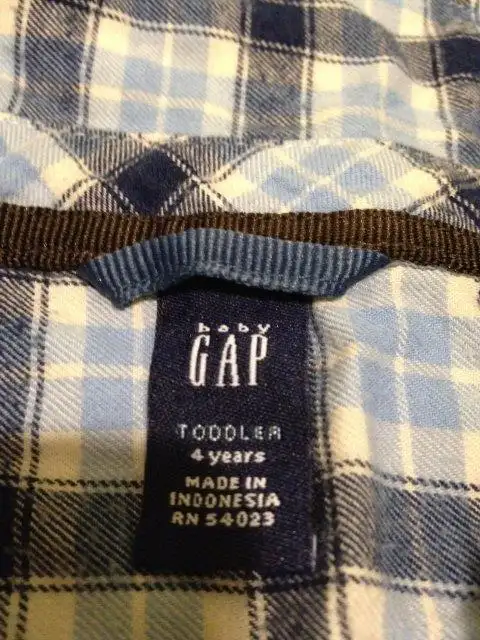 baby
GAP
TODDLER
4 years
MADE IN
INDONESIA
RN 54023